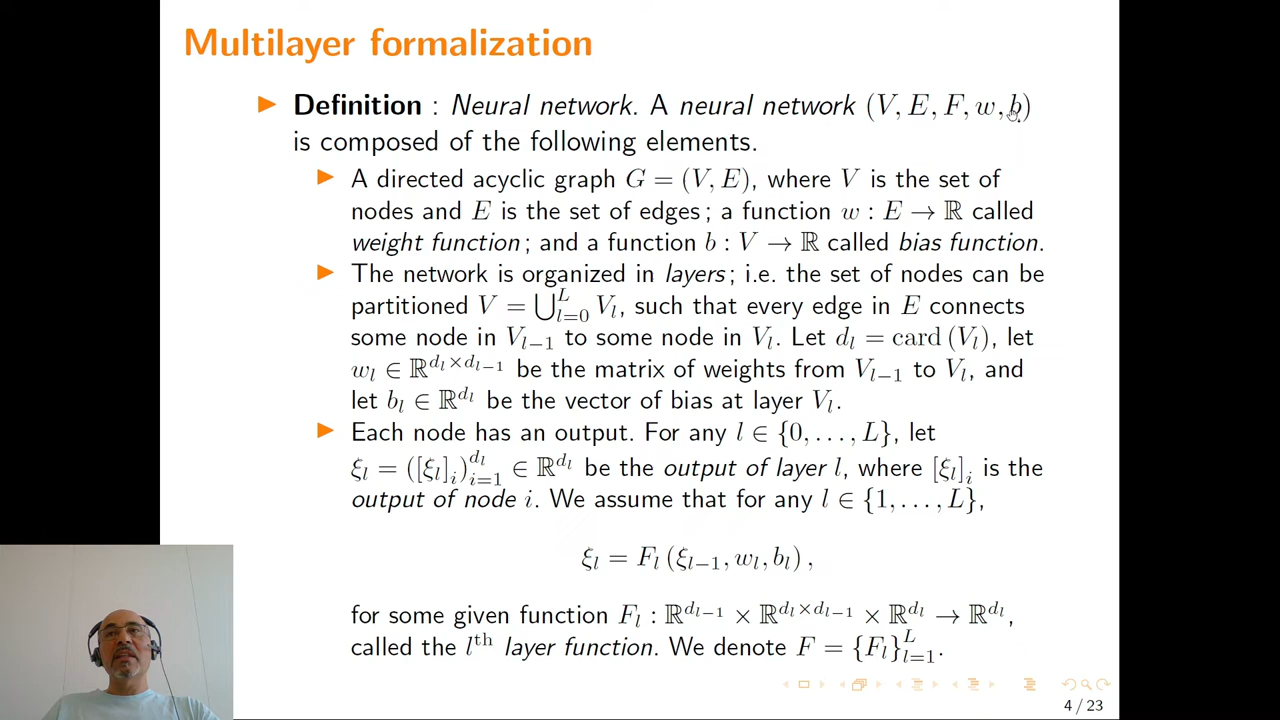 Multilayer formalization
▶ Definition : Neural network. A neural network (V, E, F, w, b)
is composed of the following elements.
▶ A directed acyclic graph G = (V, E), where V is the set of
nodes and E is the set of edges ; a function w : E → ℝ called
weight function ; and a function b : V → ℝ called bias function.
▶ The network is organized in layers ; i.e. the set of nodes can be
partitioned V = ⋃_{l=0}^{L} V_l, such that every edge in E connects
some node in V_{l−1} to some node in V_l. Let d_l = card (V_l), let
w_l ∈ ℝ^{d_l×d_{l−1}} be the matrix of weights from V_{l−1} to V_l, and
let b_l ∈ ℝ^{d_l} be the vector of bias at layer V_l.
▶ Each node has an output. For any l ∈ {0, . . . , L}, let
ξ_l = ([ξ_l]_i)_{i=1}^{d_l} ∈ ℝ^{d_l} be the output of layer l, where [ξ_l]_i is the
output of node i. We assume that for any l ∈ {1, . . . , L},
ξ_l = F_l (ξ_{l−1}, w_l, b_l) ,
for some given function F_l : ℝ^{d_{l−1}} × ℝ^{d_l×d_{l−1}} × ℝ^{d_l} → ℝ^{d_l},
called the l^{th} layer function. We denote F = {F_l}_{l=1}^{L}.
4 / 23